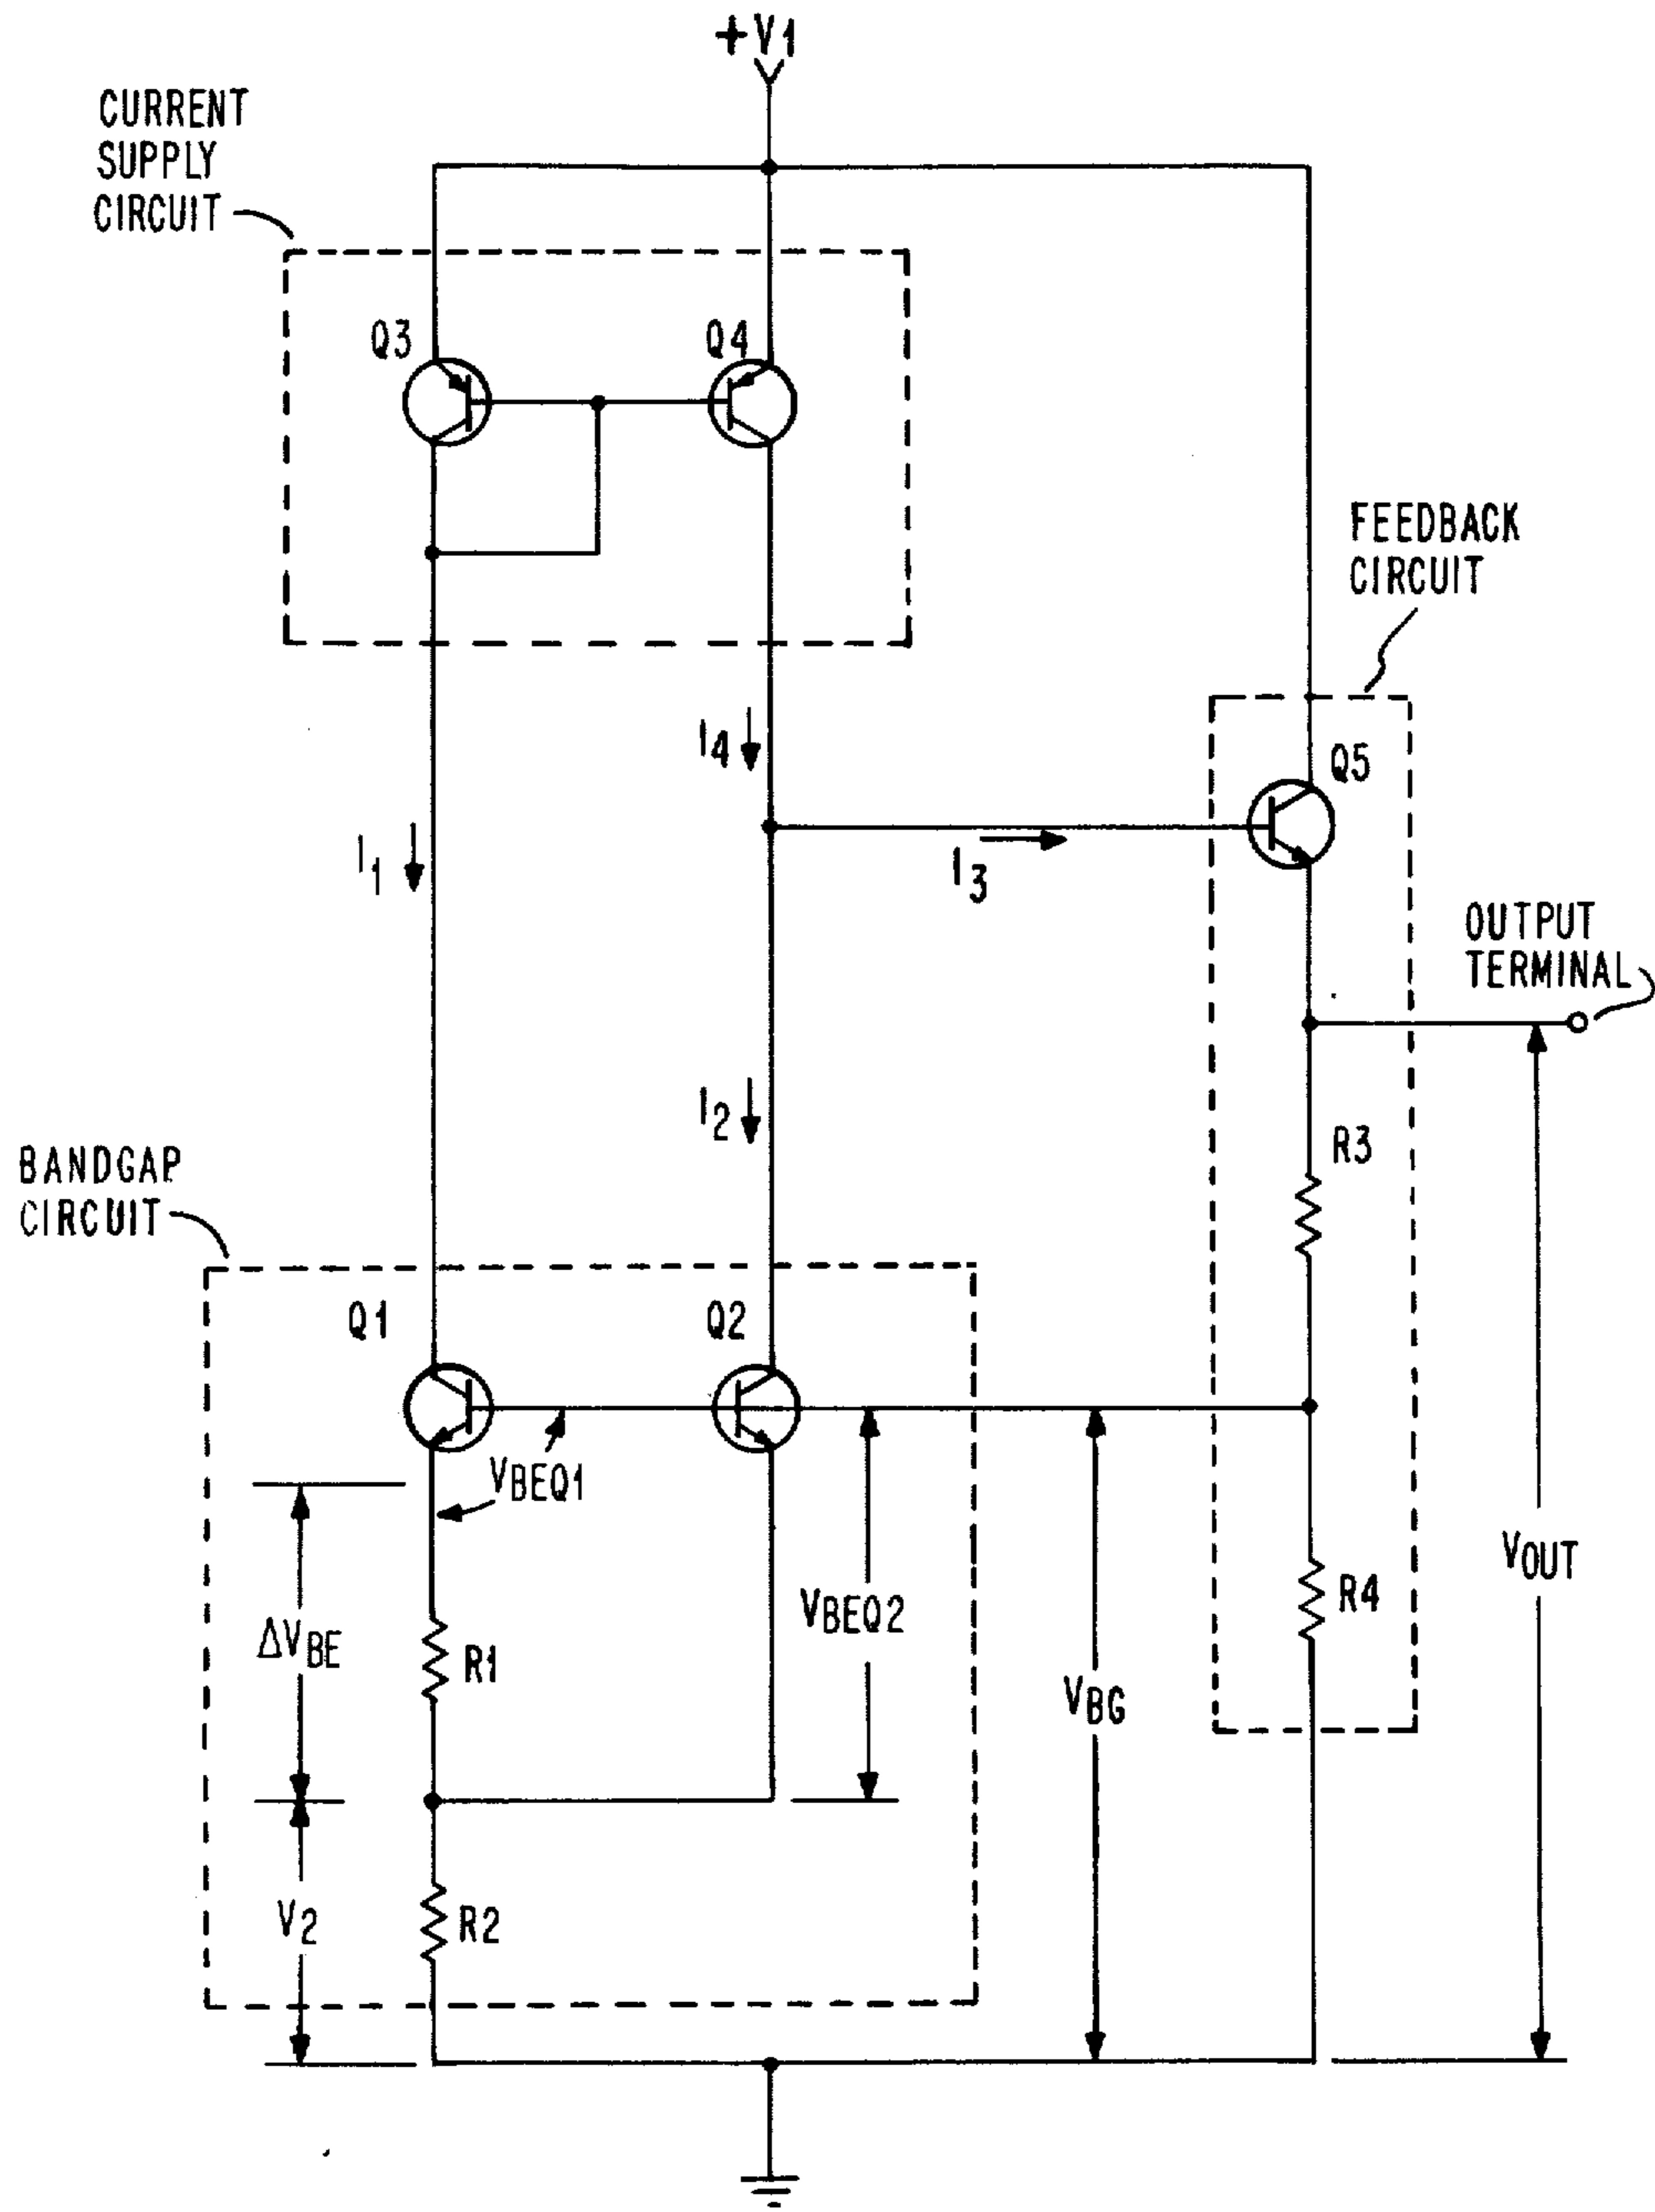 +V1
CURRENT
SUPPLY
CIRCUIT
Q3
Q4
FEEDBACK
CIRCUIT
I4
Q5
I1
I3
OUTPUT
TERMINAL
I2
R3
BANDGAP
CIRCUIT
Q1
Q2
VBEQ1
VOUT
R4
VBEQ2
ΔVBE
R1
VBG
V2
R2